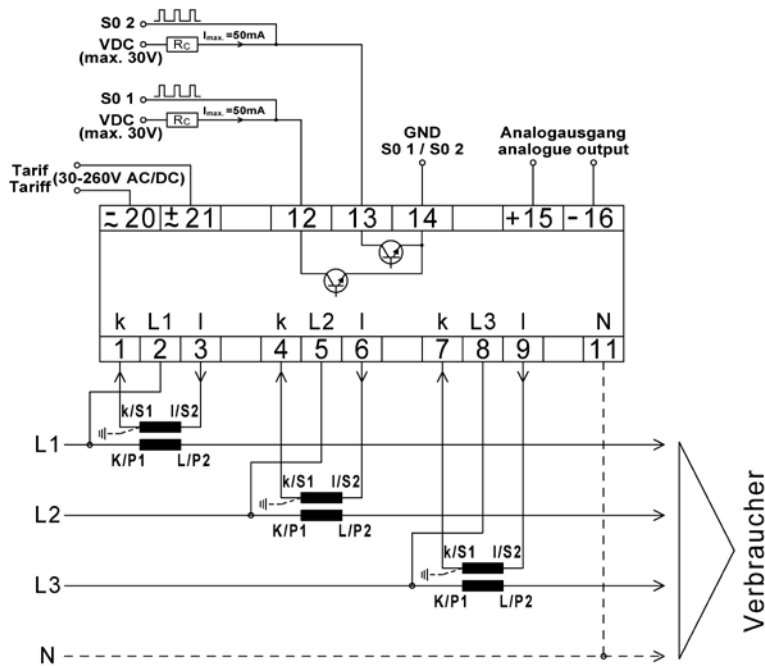 S0 2
VDC
(max. 30V)
Rc
Imax. =50mA
S0 1
VDC
(max. 30V)
Rc
Imax. =50mA
GND
S0 1 / S0 2
Analogausgang
analogue output
Tarif
Tariff
(30-260V AC/DC)
≂ 20
± ~ 21
12
13
14
+15
-16
k L1 l
k L2 l
k L3 l
N
1 2 3 4 5 6 7 8 9 11
k/S1 l/S2
L1
K/P1 L/P2
k/S1 l/S2
L2
K/P1 L/P2
k/S1 l/S2
L3
K/P1 L/P2
N
Verbraucher